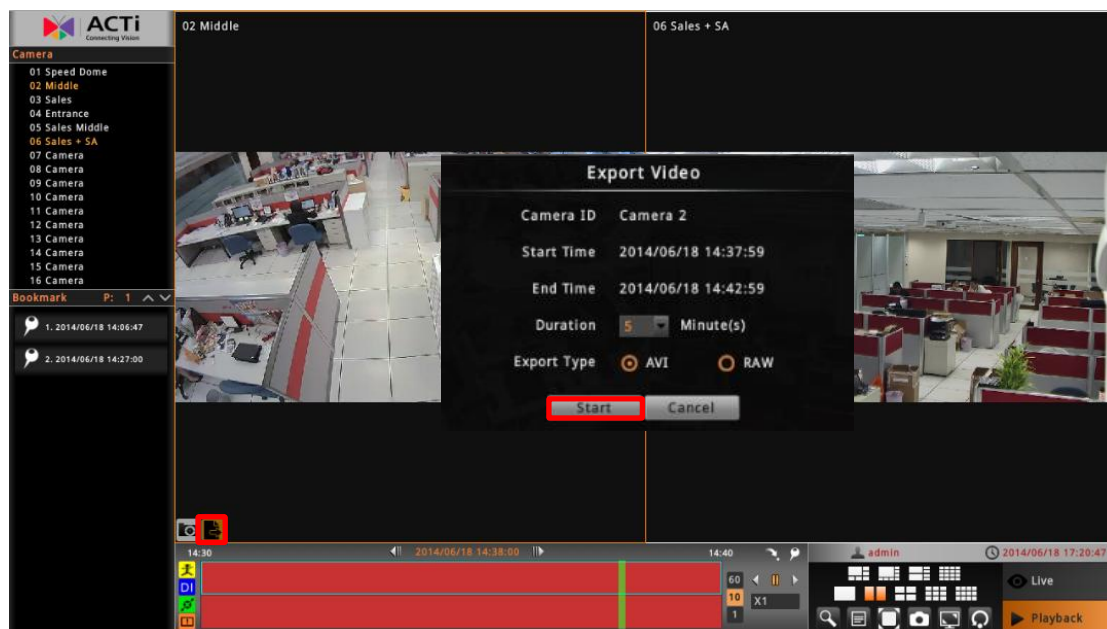 ACTi
Connecting Vision
Camera
01 Speed Dome
02 Middle
03 Sales
04 Entrance
05 Sales Middle
06 Sales + SA
07 Camera
08 Camera
09 Camera
10 Camera
11 Camera
12 Camera
13 Camera
14 Camera
15 Camera
16 Camera
Bookmark P: 1
1. 2014/06/18 14:06:47
2. 2014/06/18 14:27:00
02 Middle
06 Sales + SA
Export Video
Camera ID Camera 2
Start Time 2014/06/18 14:37:59
End Time 2014/06/18 14:42:59
Duration 5 Minute(s)
Export Type AVI RAW
Start Cancel
14:30 2014/06/18 14:38:00 14:40
DI
60
10 X1
1
admin 2014/06/18 17:20:47
Live
Playback